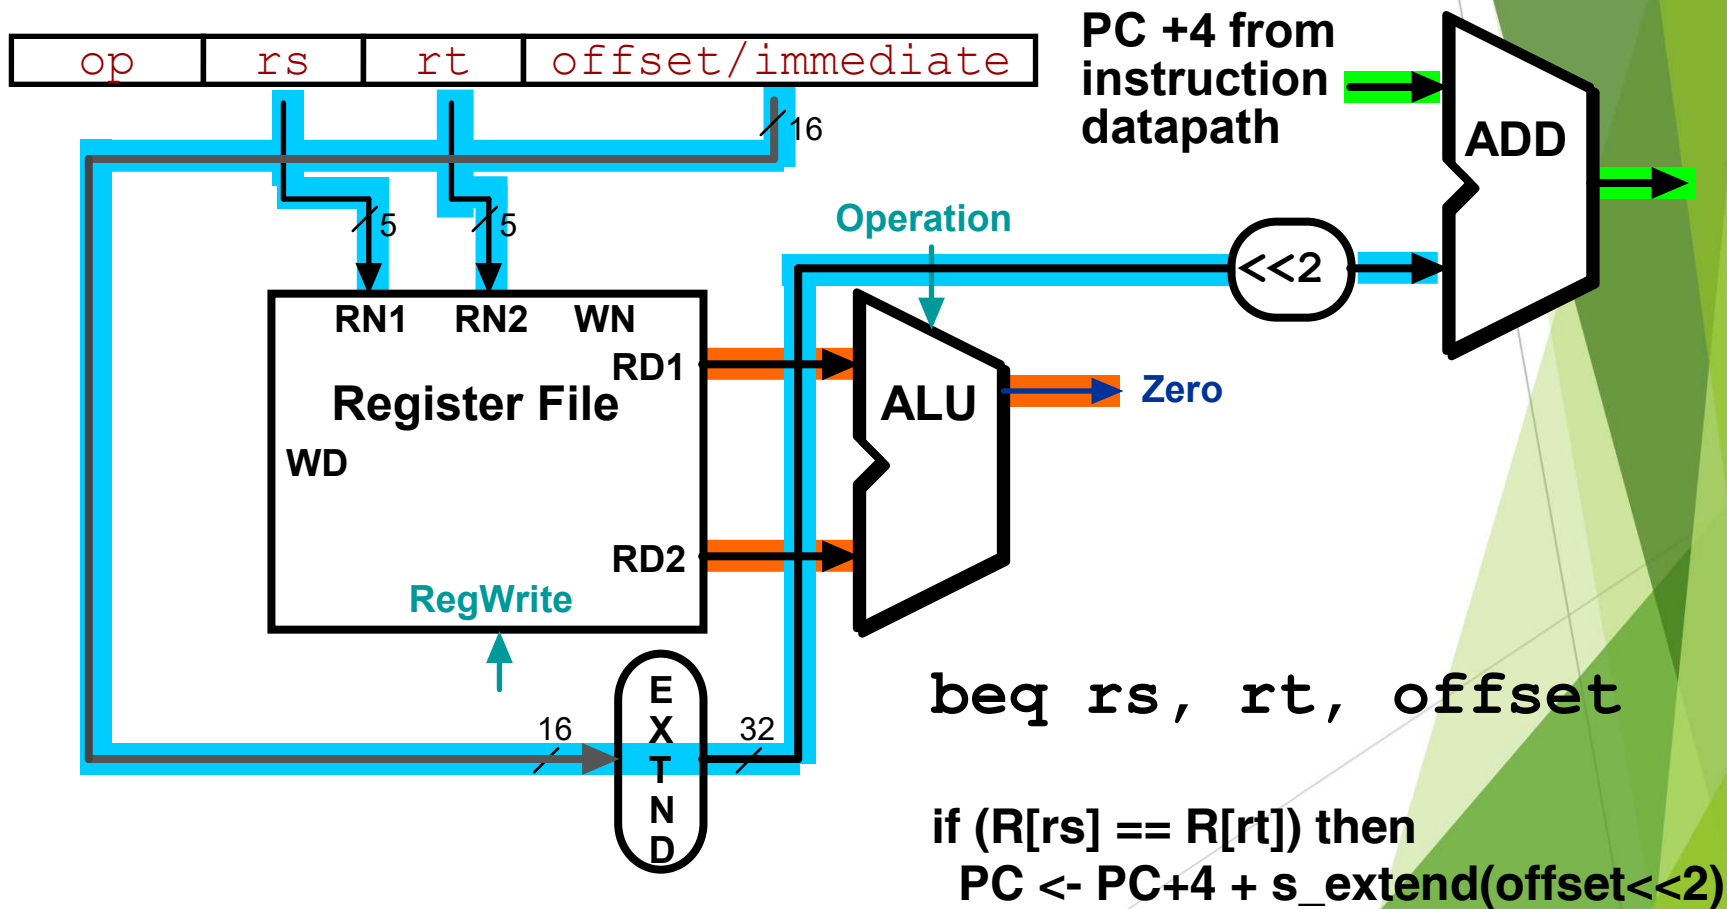 op rs rt offset/immediate
PC +4 from
instruction
datapath
ADD
16
5 5
Operation
<<2
RN1 RN2 WN
RD1
Register File
ALU
Zero
WD
RD2
RegWrite
16
E
X
T
N
D
32
beq rs, rt, offset
if (R[rs] == R[rt]) then
PC <- PC+4 + s_extend(offset<<2)